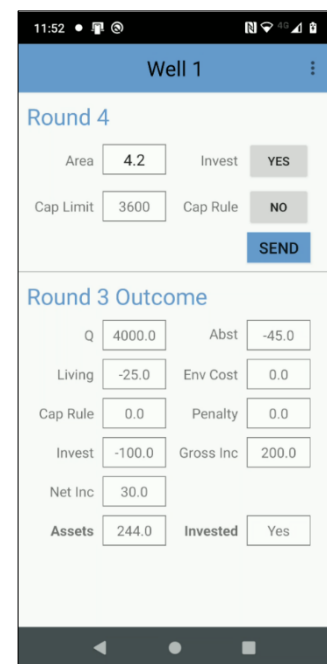 11:52 4G
Well 1
Round 4
Area 4.2 Invest YES
Cap Limit 3600 Cap Rule NO
SEND
Round 3 Outcome
Q 4000.0 Abst -45.0
Living -25.0 Env Cost 0.0
Cap Rule 0.0 Penalty 0.0
Invest -100.0 Gross Inc 200.0
Net Inc 30.0
Assets 244.0 Invested Yes